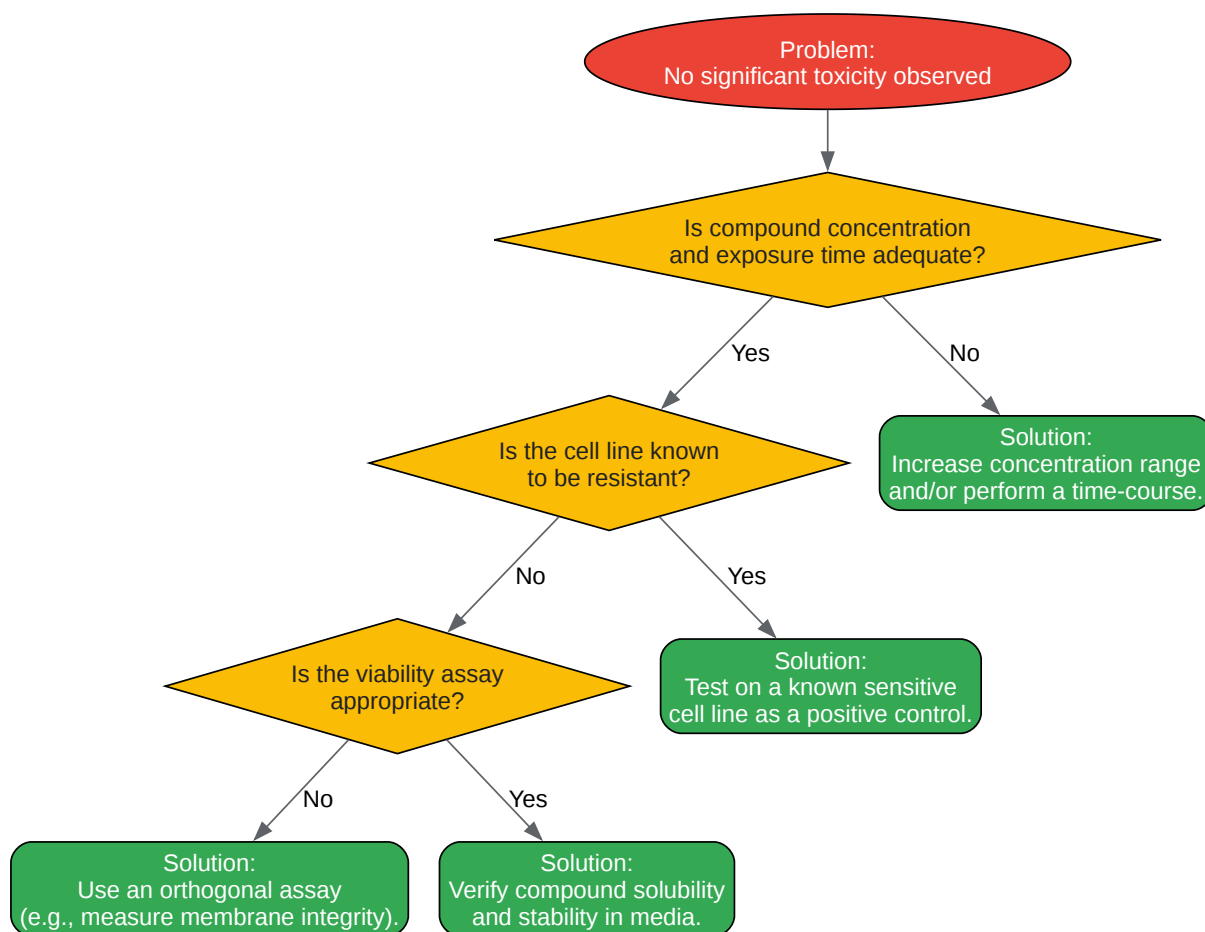 Problem:
No significant toxicity observed
Is compound concentration
and exposure time adequate?
Yes
No
Is the cell line known
to be resistant?
Solution:
Increase concentration range
and/or perform a time-course.
No
Yes
Is the viability assay
appropriate?
Solution:
Test on a known sensitive
cell line as a positive control.
No
Yes
Solution:
Use an orthogonal assay
(e.g., measure membrane integrity).
Solution:
Verify compound solubility
and stability in media.